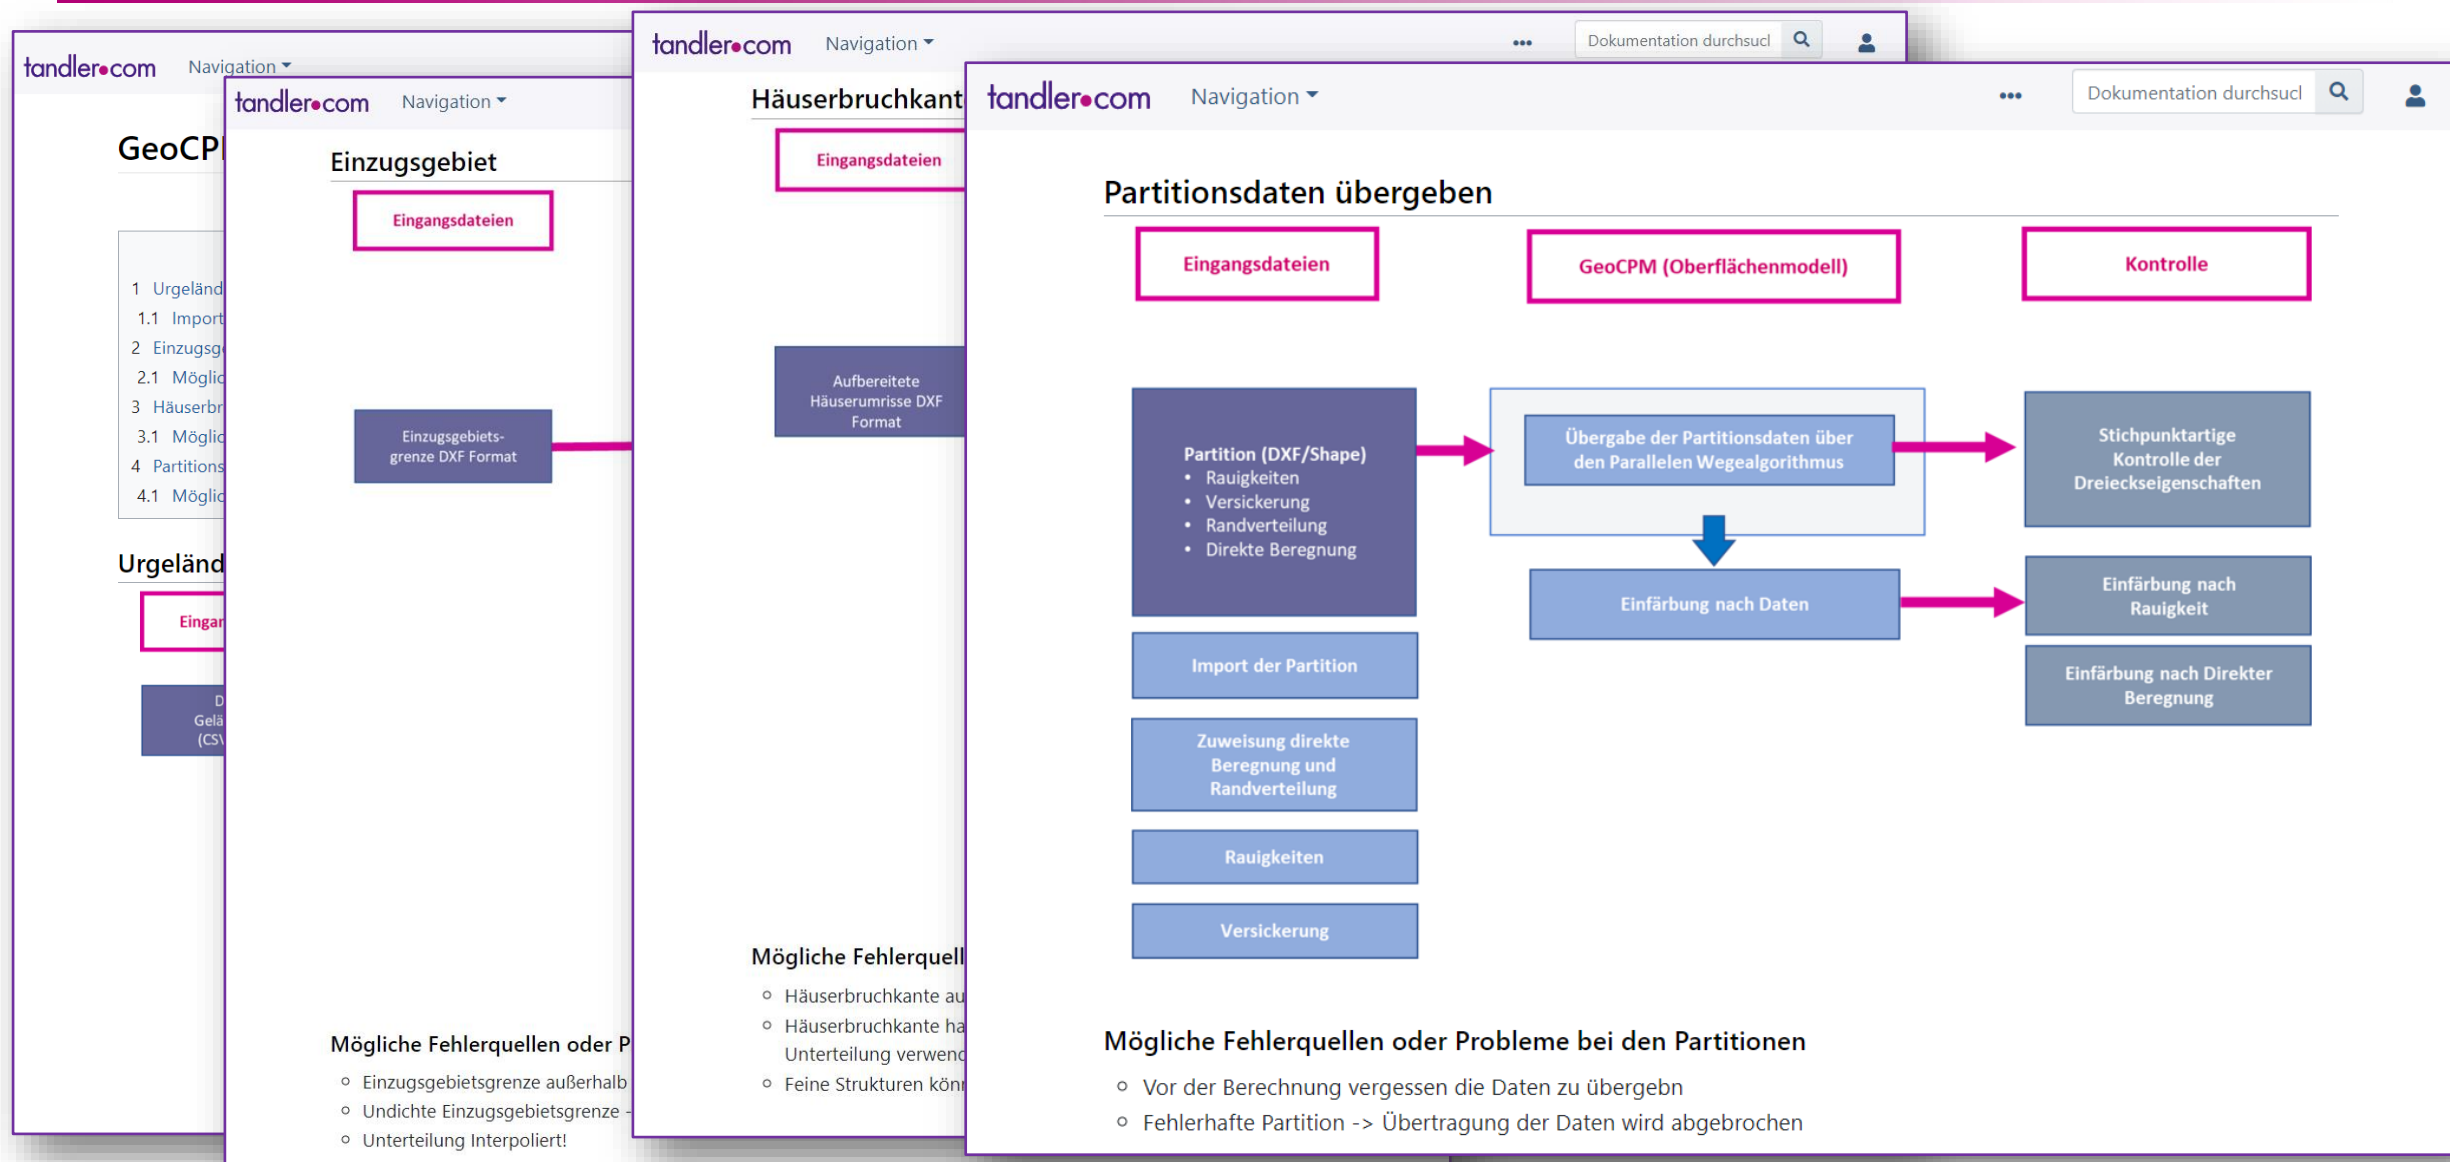 tandler.com Navigation
GeoCP
1 Urgeländ
1.1 Import
2 Einzugsg
2.1 Möglic
3 Häuserbr
3.1 Möglic
4 Partitions
4.1 Möglic
Urgeländ
Eingar
D
Gelä
(CSV
tandler.com Navigation
Einzugsgebiet
Eingangsdateien
Einzugsgebiets-
grenze DXF Format
Mögliche Fehlerquellen oder P
Einzugsgebietsgrenze außerhalb
Undichte Einzugsgebietsgrenze -
Unterteilung Interpoliert!
tandler.com Navigation ••• Dokumentation durchsucl
Häuserbruchkant
Eingangsdateien
Aufbereitete
Häuserumrisse DXF
Format
Mögliche Fehlerquell
Häuserbruchkante au
Häuserbruchkante ha
Unterteilung verwend
Feine Strukturen könn
tandler.com Navigation ••• Dokumentation durchsucl
Partitionsdaten übergeben
Eingangsdateien
GeoCPM (Oberflächenmodell)
Kontrolle
Partition (DXF/Shape)
• Rauigkeiten
• Versickerung
• Randverteilung
• Direkte Beregnung
Übergabe der Partitionsdaten über
den Parallelen Wegealgorithmus
Stichpunktartige
Kontrolle der
Dreieckseigenschaften
Einfärbung nach Daten
Einfärbung nach
Rauigkeit
Einfärbung nach Direkter
Beregnung
Import der Partition
Zuweisung direkte
Beregnung und
Randverteilung
Rauigkeiten
Versickerung
Mögliche Fehlerquellen oder Probleme bei den Partitionen
Vor der Berechnung vergessen die Daten zu übergebn
Fehlerhafte Partition -> Übertragung der Daten wird abgebrochen